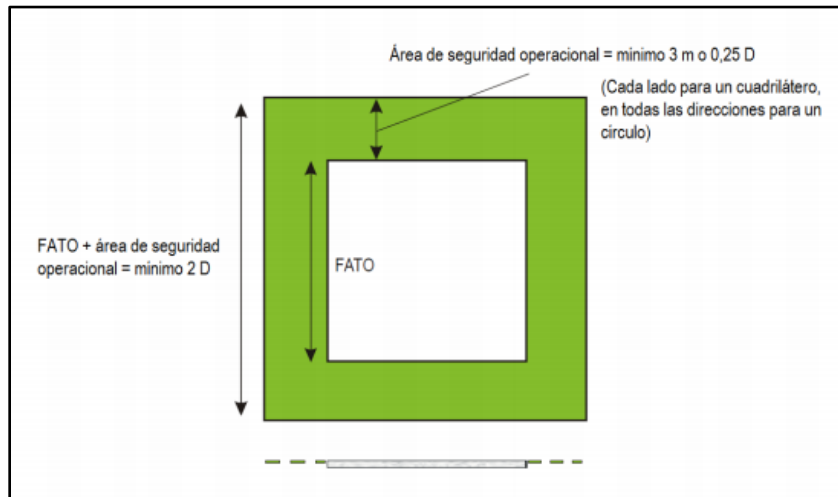 Área de seguridad operacional = mínimo 3 m o 0,25 D
(Cada lado para un cuadrilátero,
en todas las direcciones para un
círculo)
FATO + área de seguridad
operacional = mínimo 2 D
FATO